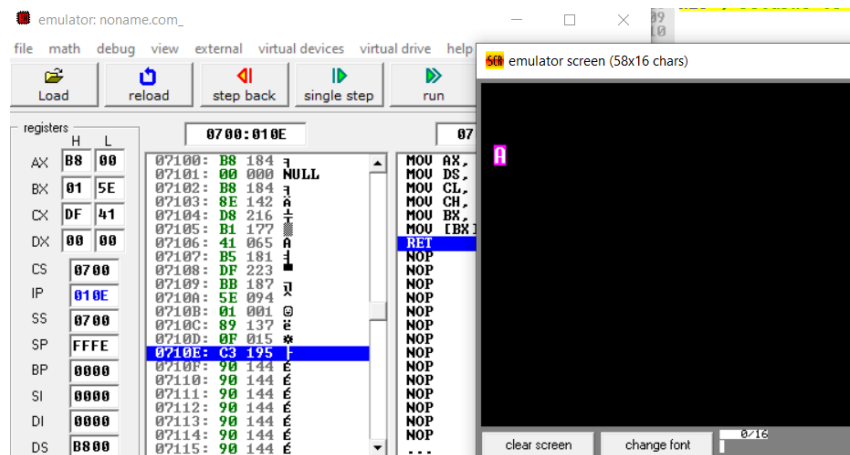 emulator: noname.com_
09
10
file math debug view external virtual devices virtual drive help
SCR emulator screen (58x16 chars)
Load reload step back single step run
registers
H L
0700:010E 07
AX B8 00
BX 01 5E
CX DF 41
DX 00 00
CS 0700
IP 010E
SS 0700
SP FFFE
BP 0000
SI 0000
DI 0000
DS B800
07100: B8 184 ╕
07101: 00 000 NULL
07102: B8 184 ╕
07103: 8E 142 Ä
07104: D8 216 ╪
07105: B1 177 ▒
07106: 41 065 A
07107: B5 181 ╡
07108: DF 223 ▀
07109: BB 187 ╗
0710A: 5E 094 ^
0710B: 01 001 ☺
0710C: 89 137 ë
0710D: 0F 015 ☼
0710E: C3 195 ├
0710F: 90 144 É
07110: 90 144 É
07111: 90 144 É
07112: 90 144 É
07113: 90 144 É
07114: 90 144 É
07115: 90 144 É
MOV AX,
MOV DS,
MOV CL,
MOV CH,
MOV BX,
MOV [BX]
RET
NOP
NOP
NOP
NOP
NOP
NOP
NOP
NOP
NOP
NOP
NOP
NOP
NOP
NOP
...
A
clear screen change font 0/16